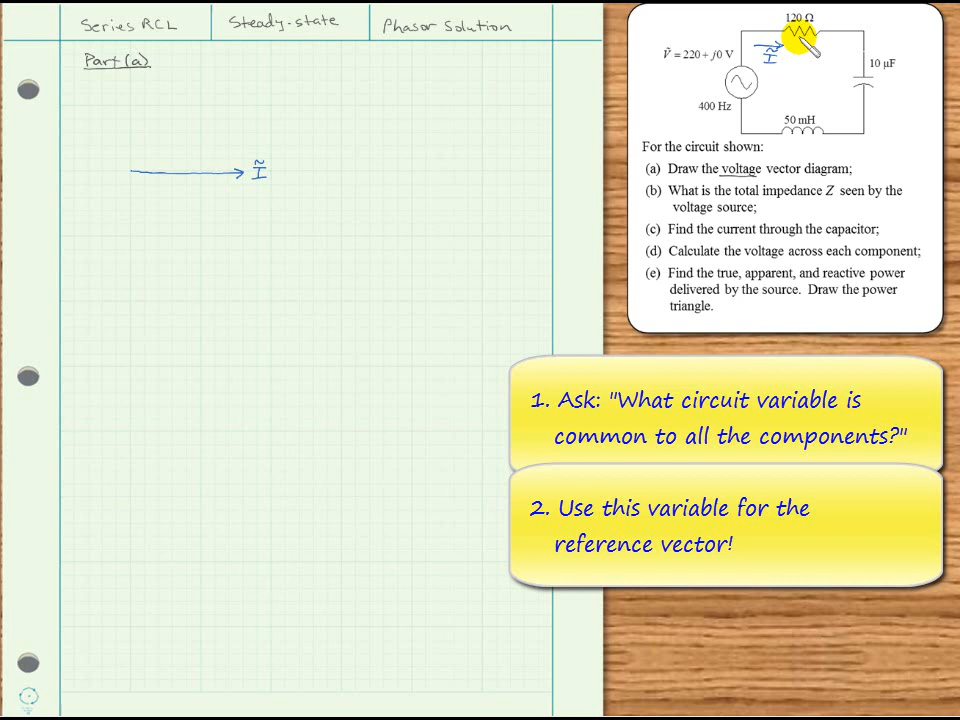 Series RCL
Steady-state
Phasor Solution
Part (a)
Ĩ
120 Ω
Ṽ = 220 + j0 V
Ĩ
10 μF
400 Hz
50 mH
For the circuit shown:
(a) Draw the voltage vector diagram;
(b) What is the total impedance Z seen by the
voltage source;
(c) Find the current through the capacitor;
(d) Calculate the voltage across each component;
(e) Find the true, apparent, and reactive power
delivered by the source. Draw the power
triangle.
1. Ask: "What circuit variable is
common to all the components?"
2. Use this variable for the
reference vector!